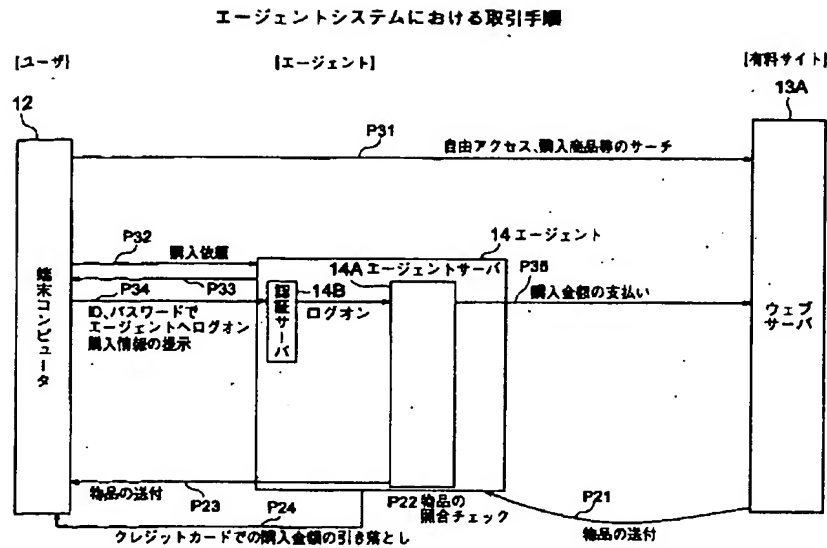 エージェントシステムにおける取引手順
[ユーザ]
[エージェント]
[有料サイト]
12
13A
P31
自由アクセス、購入商品等のサーチ
P32
購入依頼
14 エージェント
P34
P33
14A エージェントサーバ
P35
購入金額の支払い
端末コンピュータ
認証サーバ
14B
ログオン
ID、パスワードで
エージェントへログオン
購入情報の提示
ウェブサーバ
物品の送付
P23
P24
P22 物品の
照合チェック
P21
物品の送付
クレジットカードでの購入金額の引き落とし